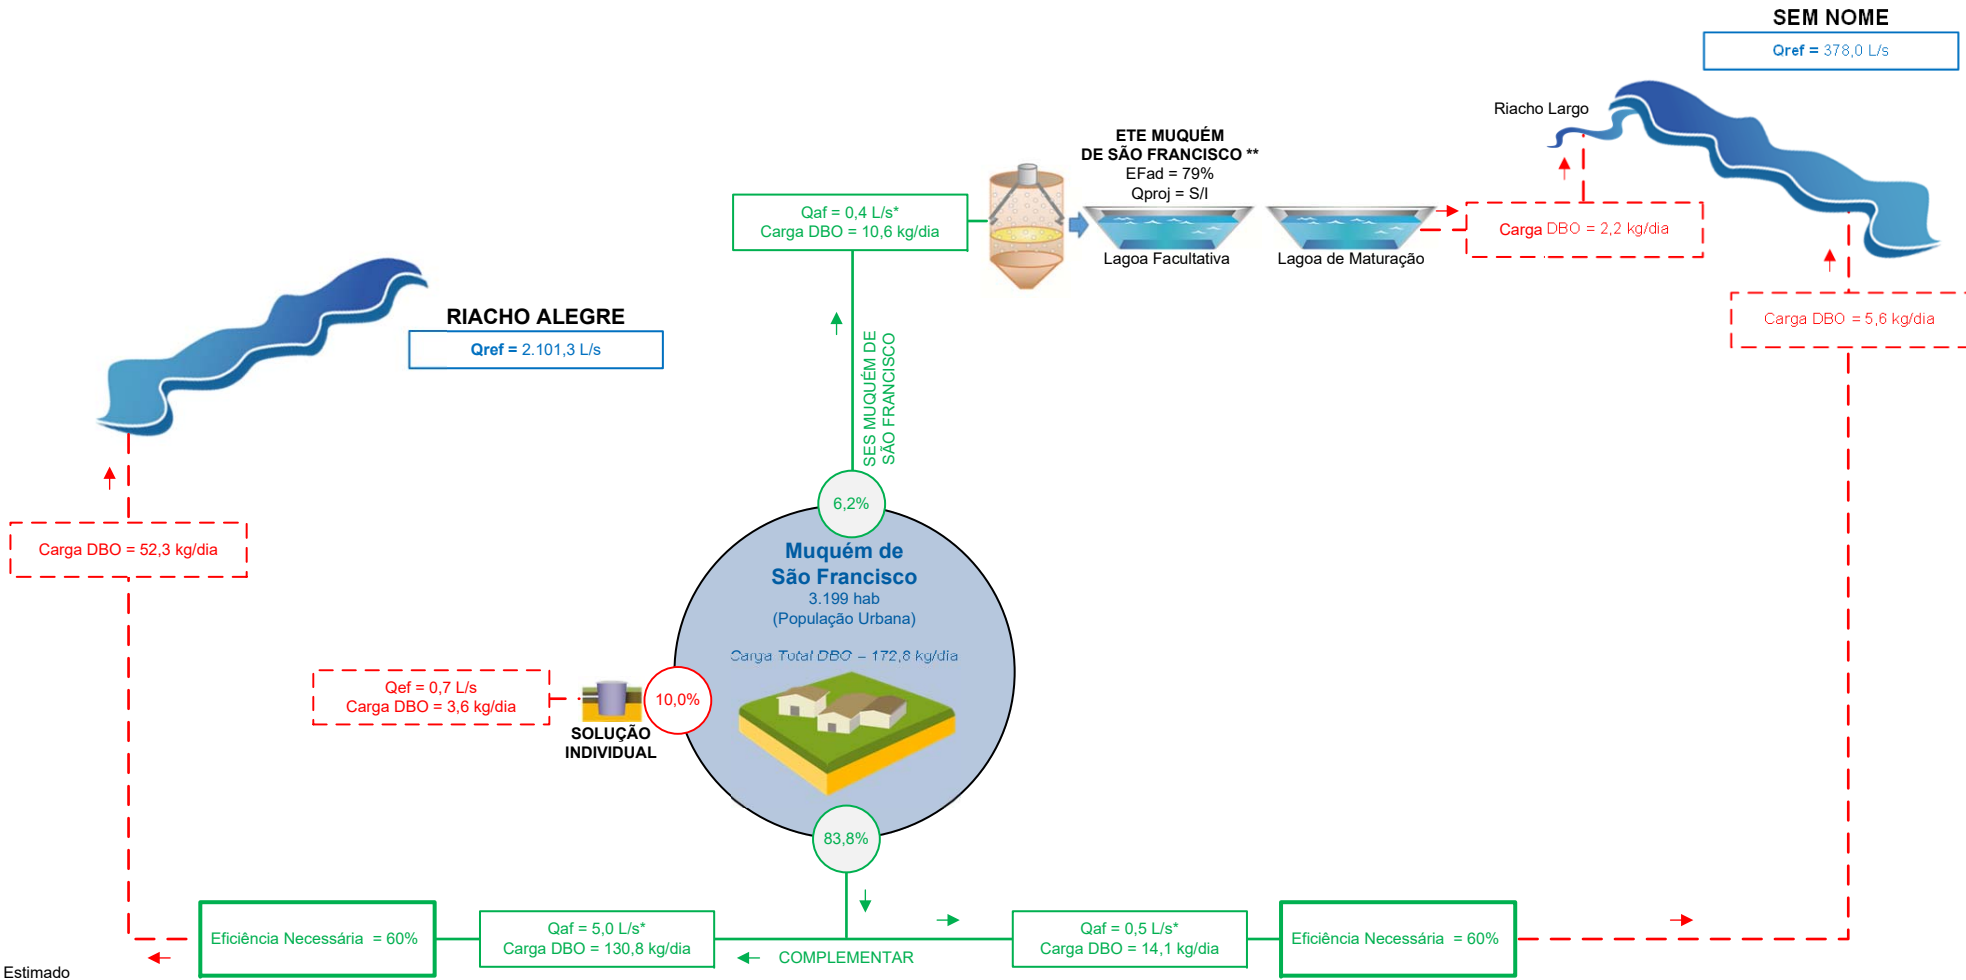 SEM NOME
Qref = 378,0 L/s
Riacho Largo
ETE MUQUÉM
DE SÃO FRANCISCO **
EFad = 79%
Qproj = S/I
Qaf = 0,4 L/s*
Carga DBO = 10,6 kg/dia
Lagoa Facultativa
Lagoa de Maturação
Carga DBO = 2,2 kg/dia
Carga DBO = 5,6 kg/dia
RIACHO ALEGRE
Qref = 2.101,3 L/s
SES MUQUÉM DE
SÃO FRANCISCO
6,2%
Carga DBO = 52,3 kg/dia
Muquém de
São Francisco
3.199 hab
(População Urbana)
Carga Total DBO = 172,8 kg/dia
Qef = 0,7 L/s
Carga DBO = 3,6 kg/dia
10,0%
SOLUÇÃO
INDIVIDUAL
83,8%
Eficiência Necessária = 60%
Qaf = 5,0 L/s*
Carga DBO = 130,8 kg/dia
COMPLEMENTAR
Qaf = 0,5 L/s*
Carga DBO = 14,1 kg/dia
Eficiência Necessária = 60%
Estimado